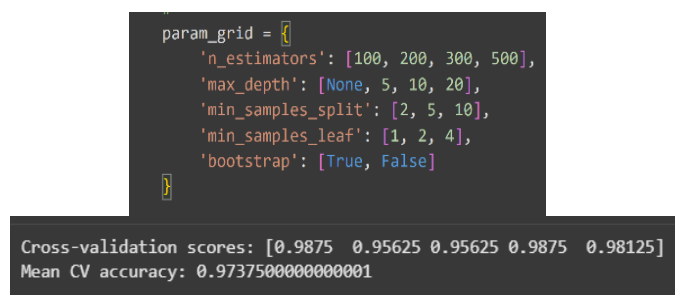 param_grid = {
'n_estimators': [100, 200, 300, 500],
'max_depth': [None, 5, 10, 20],
'min_samples_split': [2, 5, 10],
'min_samples_leaf': [1, 2, 4],
'bootstrap': [True, False]
}
Cross-validation scores: [0.9875  0.95625 0.95625 0.9875  0.98125]
Mean CV accuracy: 0.9737500000000001